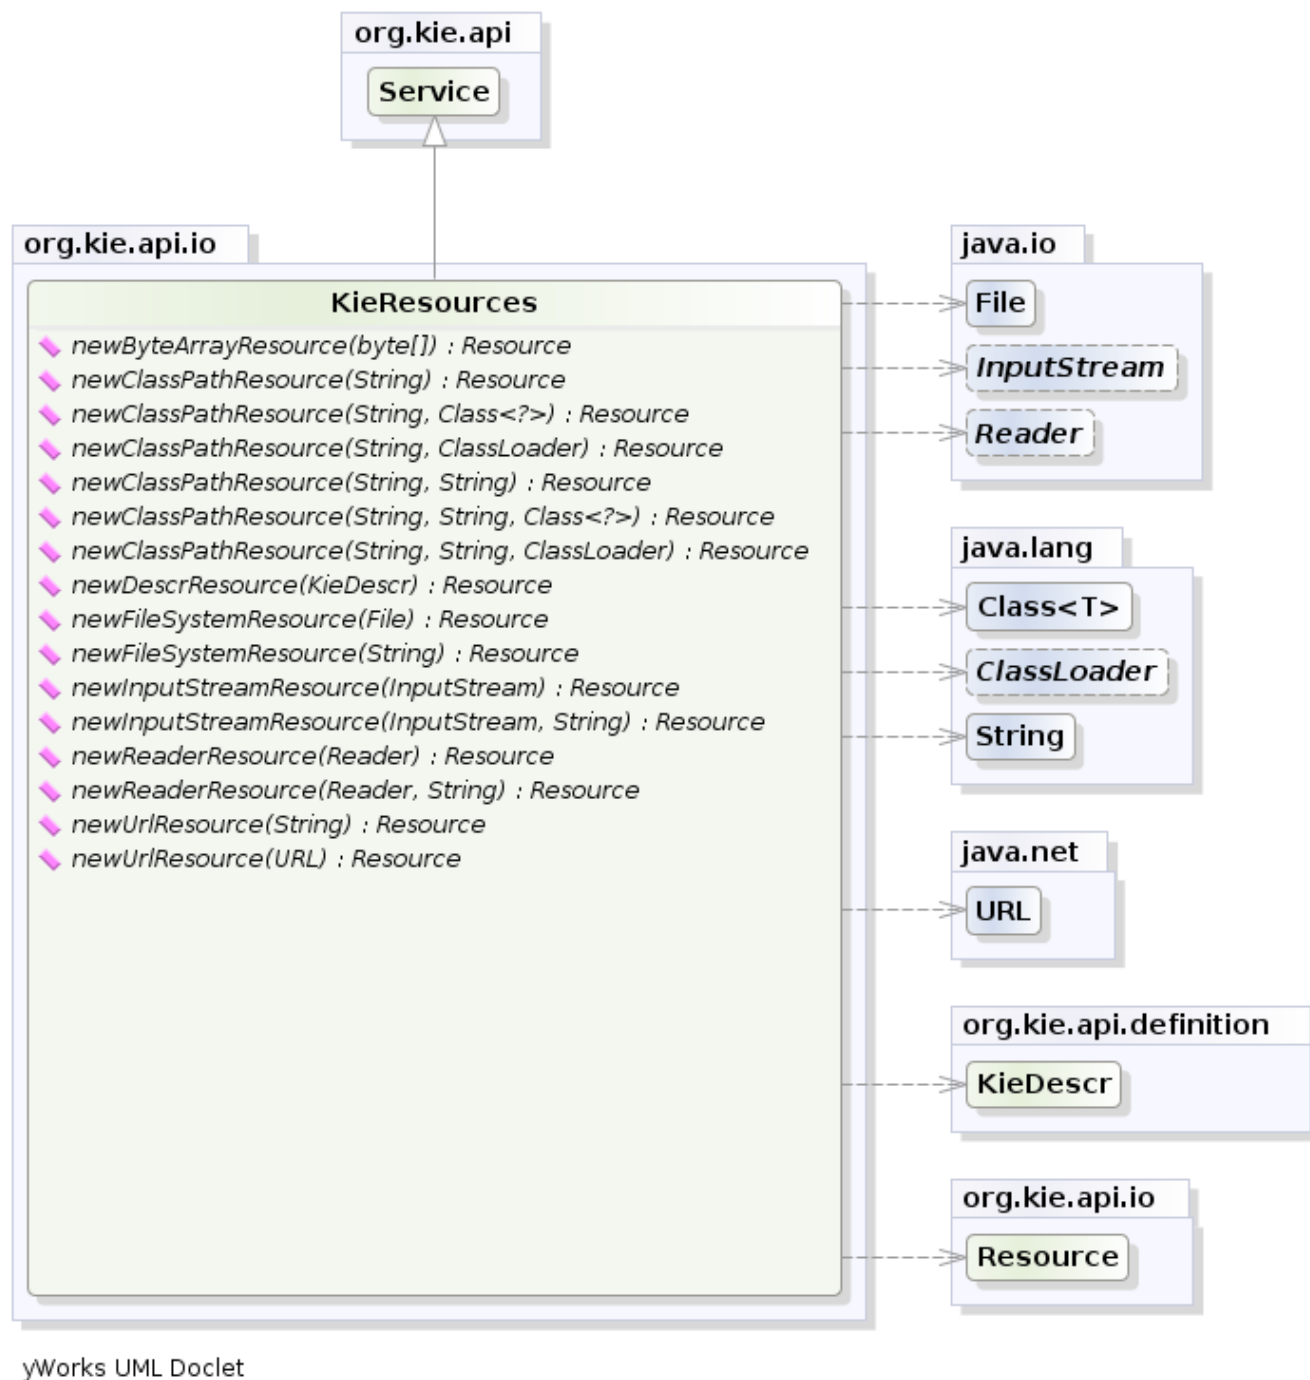 org.kie.api
Service
org.kie.api.io
KieResources
newByteArrayResource(byte[]) : Resource
newClassPathResource(String) : Resource
newClassPathResource(String, Class<?>) : Resource
newClassPathResource(String, ClassLoader) : Resource
newClassPathResource(String, String) : Resource
newClassPathResource(String, String, Class<?>) : Resource
newClassPathResource(String, String, ClassLoader) : Resource
newDescrResource(KieDescr) : Resource
newFileSystemResource(File) : Resource
newFileSystemResource(String) : Resource
newInputStreamResource(InputStream) : Resource
newInputStreamResource(InputStream, String) : Resource
newReaderResource(Reader) : Resource
newReaderResource(Reader, String) : Resource
newUrlResource(String) : Resource
newUrlResource(URL) : Resource
java.io
File
InputStream
Reader
java.lang
Class<T>
ClassLoader
String
java.net
URL
org.kie.api.definition
KieDescr
org.kie.api.io
Resource
yWorks UML Doclet